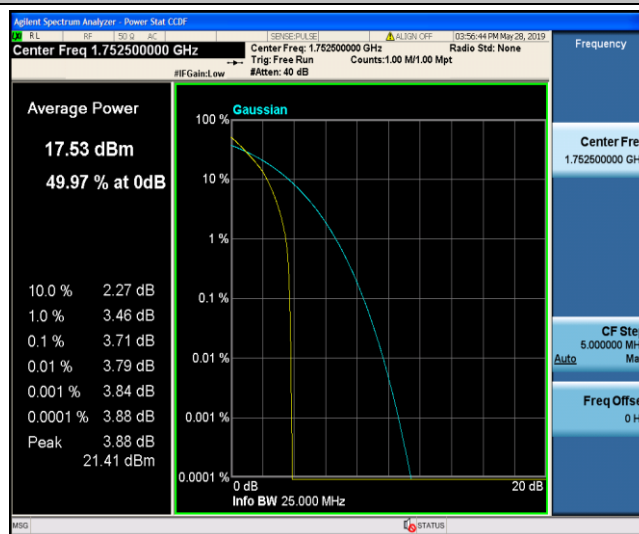 Agilent Spectrum Analyzer - Power Stat CCDF
RL RF 50 Ω AC SENSE:PULSE ALIGN OFF 03:56:44 PM May 28, 2019
Center Freq 1.752500000 GHz
Center Freq: 1.752500000 GHz Radio Std: None
Trig: Free Run Counts:1.00 M/1.00 Mpt
#IFGain:Low #Atten: 40 dB
Frequency
Average Power
17.53 dBm
49.97 % at 0dB
10.0 % 2.27 dB
1.0 % 3.46 dB
0.1 % 3.71 dB
0.01 % 3.79 dB
0.001 % 3.84 dB
0.0001 % 3.88 dB
Peak 3.88 dB
21.41 dBm
Gaussian
100 %
10 %
1 %
0.1 %
0.01 %
0.001 %
0.0001 %
0 dB 20 dB
Info BW 25.000 MHz
Center Fre
1.752500000 GH
CF Ste
5.000000 MH
Auto Ma
Freq Offse
0 H
MSG STATUS